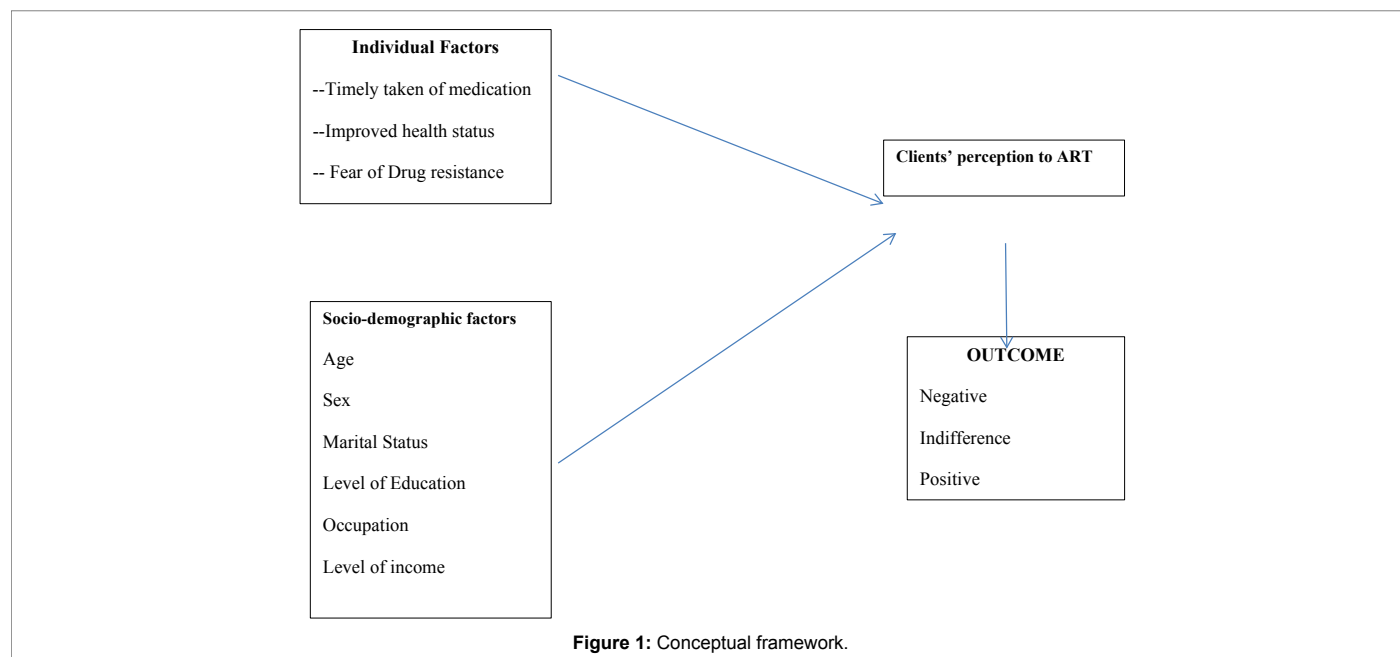 Individual Factors
--Timely taken of medication
--Improved health status
-- Fear of Drug resistance
Clients’ perception to ART
Socio-demographic factors
Age
Sex
Marital Status
Level of Education
Occupation
Level of income
OUTCOME
Negative
Indifference
Positive
Figure 1: Conceptual framework.